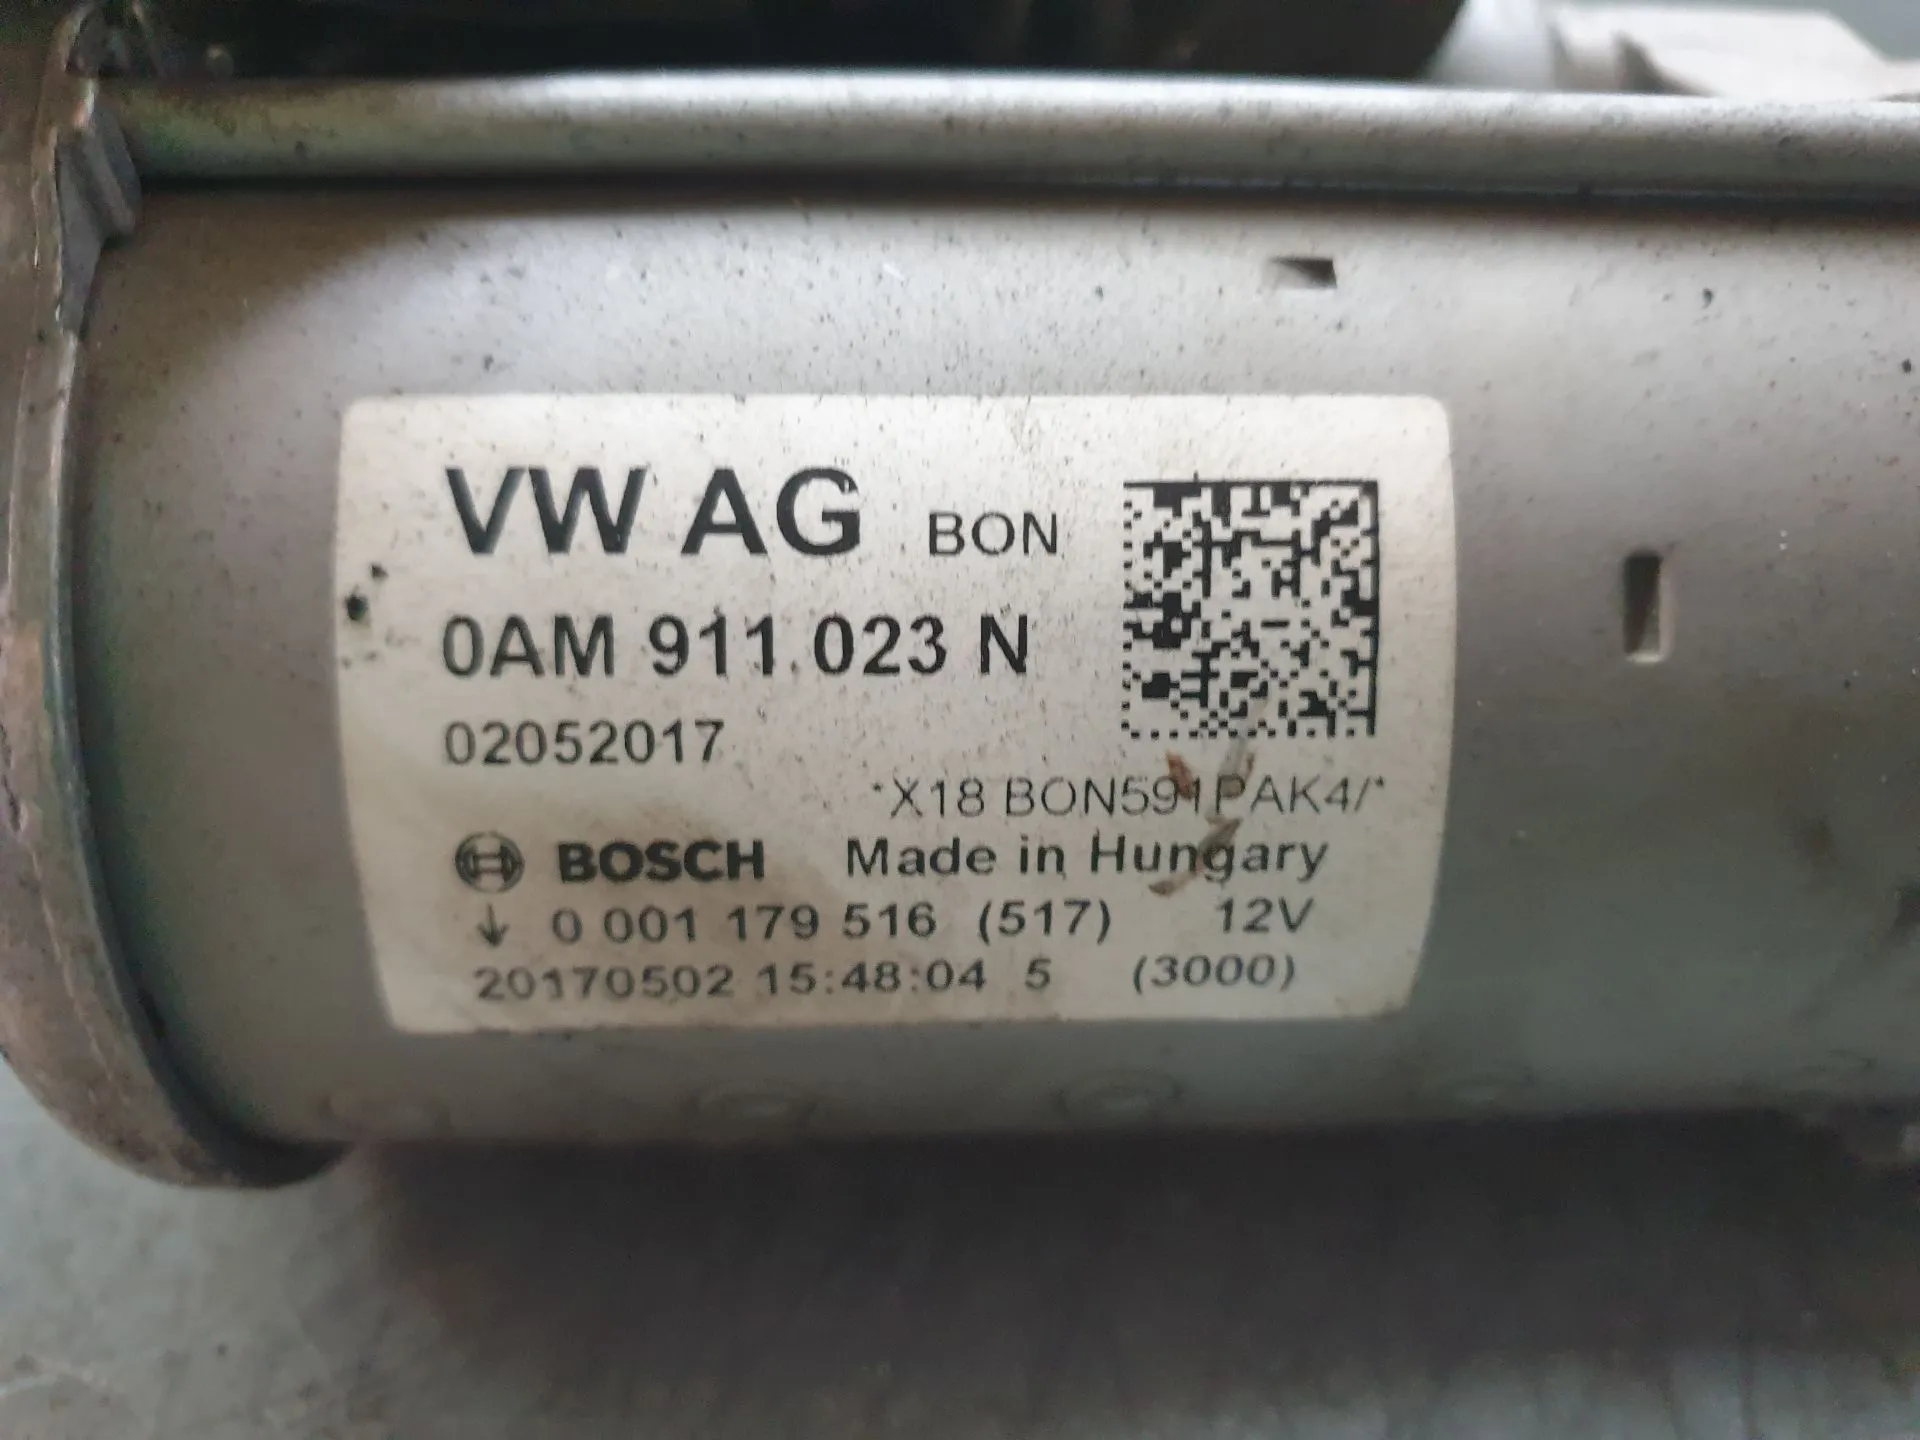 VW AG BON
0AM 911 023 N
02052017
*X18 BON591PAK4/*
BOSCH Made in Hungary
↓ 0 001 179 516 (517) 12V
20170502 15:48:04 5 (3000)